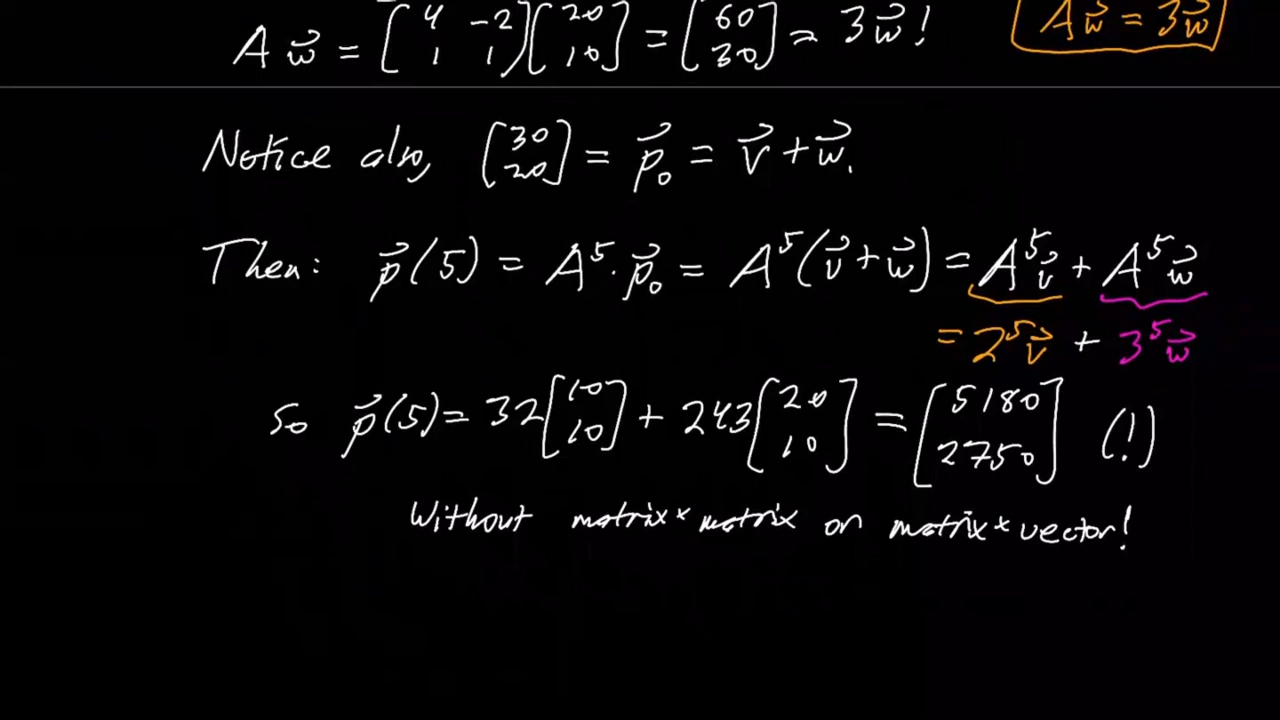 A w⃗ = [4 -2; 1 1][20; 10] = [60; 30] = 3w⃗! Aw⃗ = 3w⃗
Notice also, [30; 20] = p⃗₀ = v⃗ + w⃗.
Then: p⃗(5) = A⁵·p⃗₀ = A⁵(v⃗ + w⃗) = A⁵v⃗ + A⁵w⃗
= 2⁵v⃗ + 3⁵w⃗
So p⃗(5) = 32[10; 10] + 243[20; 10] = [5180; 2750] (!)
Without matrix × matrix or matrix × vector!